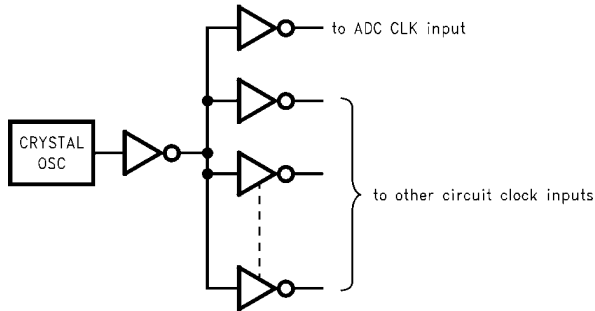 to ADC CLK input
CRYSTAL
OSC
to other circuit clock inputs